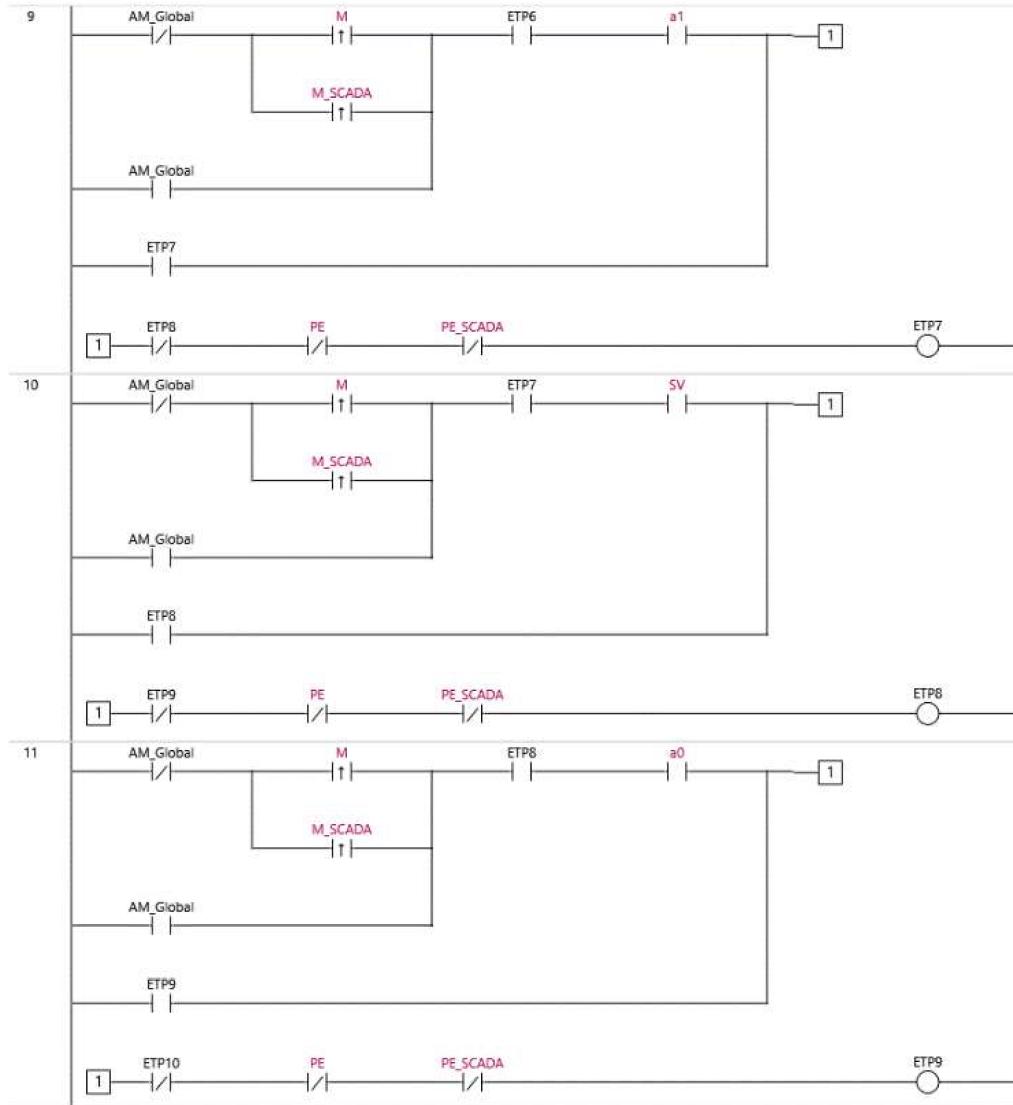 9 AM_Global M ETP6 a1
1
M_SCADA
AM_Global
ETP7
1 ETP8 PE PE_SCADA ETP7
10 AM_Global M ETP7 SV
1
M_SCADA
AM_Global
ETP8
1 ETP9 PE PE_SCADA ETP8
11 AM_Global M ETP8 a0
1
M_SCADA
AM_Global
ETP9
1 ETP10 PE PE_SCADA ETP9